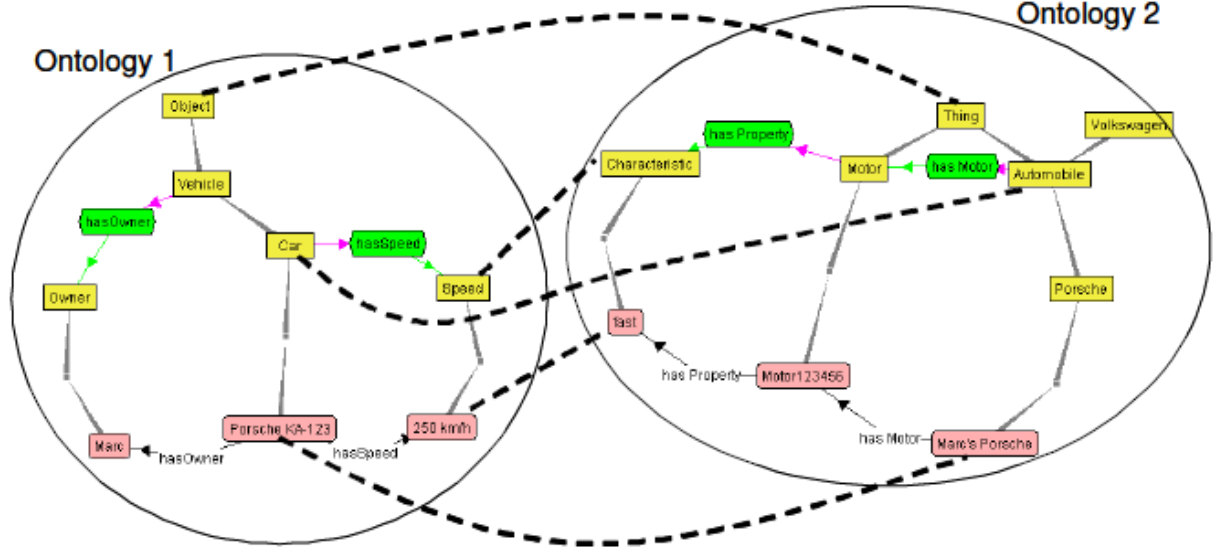 Ontology 2
Ontology 1
Object
Thing
Volkswagen
has Property
Characteristic
Motor
has Motor
Automobile
Vehicle
hasOwner
Car
hasSpeed
Owner
Speed
Porsche
fast
has Property
Motor123456
Marc
Porsche KA-123
250 km/h
hasOwner
hasSpeed
has Motor
Marc's Porsche